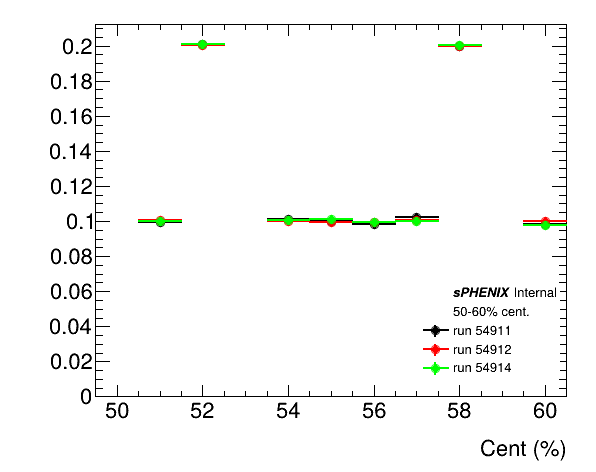 0.2
0.18
0.16
0.14
0.12
0.1
0.08
0.06
0.04
0.02
0
sPHENIX Internal
50-60% cent.
run 54911
run 54912
run 54914
50 52 54 56 58 60
Cent (%)